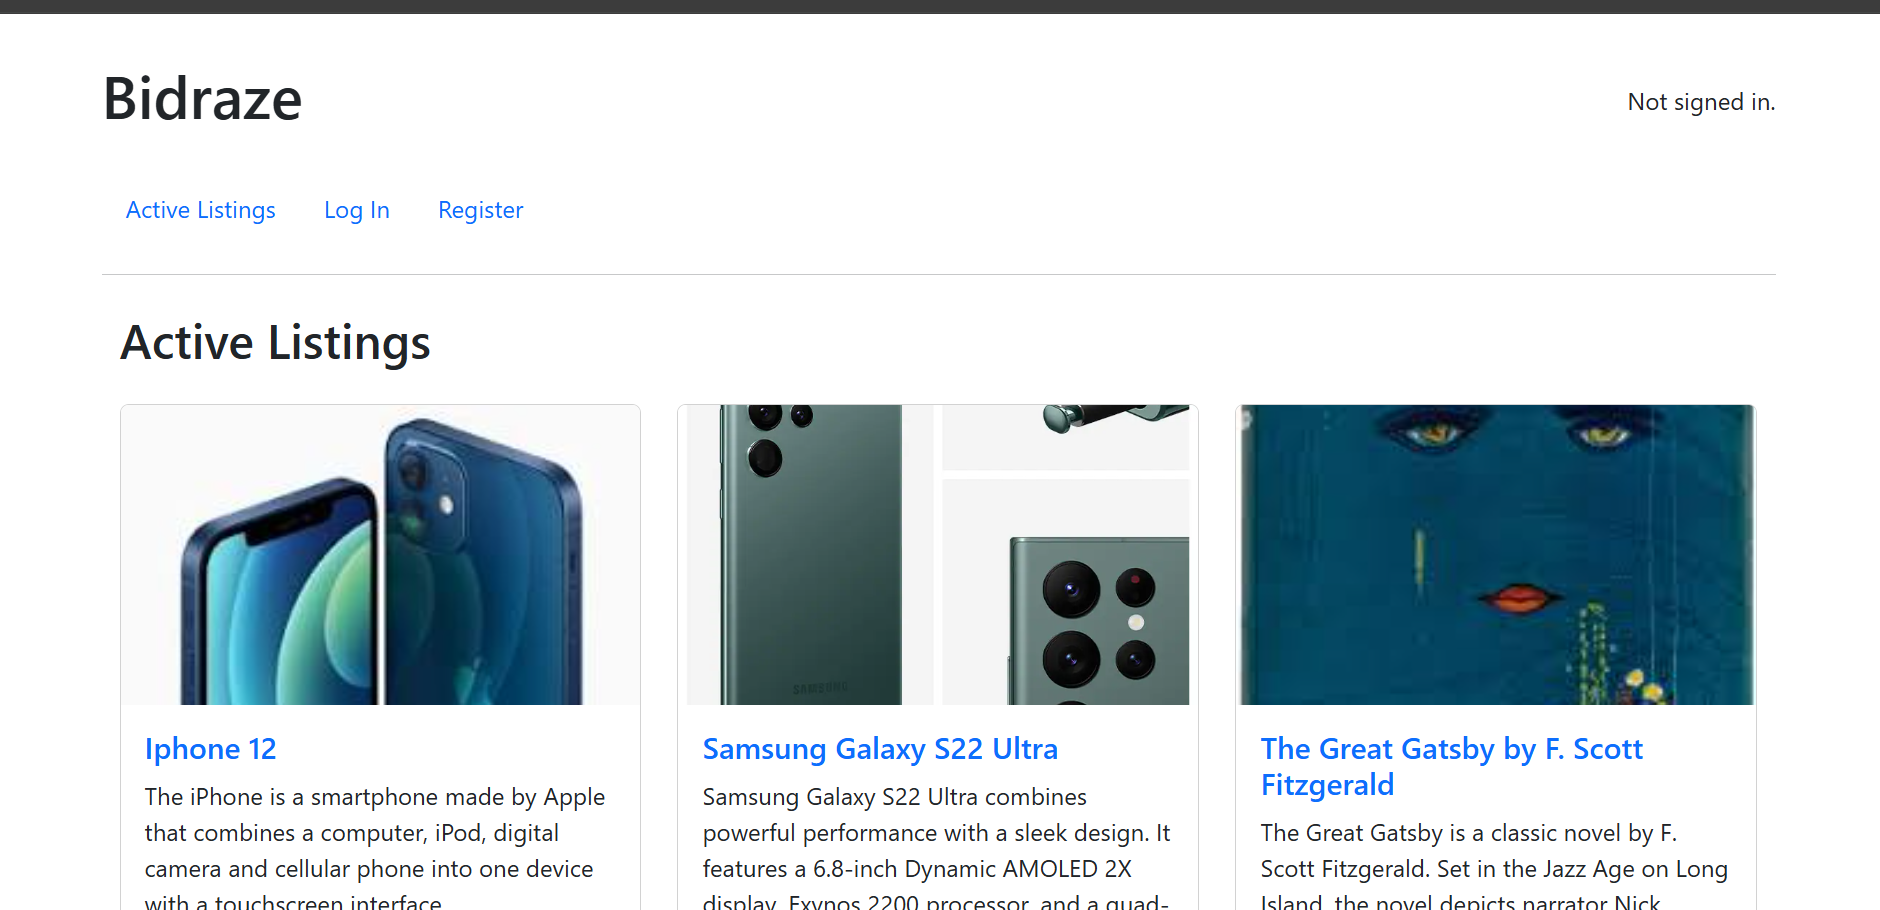 Bidraze
Not signed in.
Active Listings
Log In
Register
Active Listings
SAMSUNG
Iphone 12
The iPhone is a smartphone made by Apple
that combines a computer, iPod, digital
camera and cellular phone into one device
with a touchscreen interface.
Samsung Galaxy S22 Ultra
Samsung Galaxy S22 Ultra combines
powerful performance with a sleek design. It
features a 6.8-inch Dynamic AMOLED 2X
display, Exynos 2200 processor, and a quad-
The Great Gatsby by F. Scott
Fitzgerald
The Great Gatsby is a classic novel by F.
Scott Fitzgerald. Set in the Jazz Age on Long
Island, the novel depicts narrator Nick